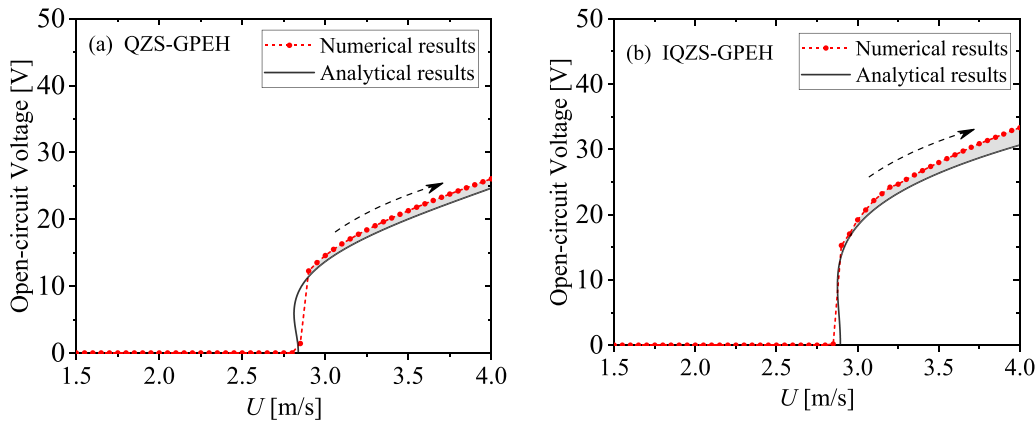 (a) QZS-GPEH
Numerical results
Analytical results
Open-circuit Voltage [V]
50
40
30
20
10
0
1.5 2.0 2.5 3.0 3.5 4.0
U [m/s]
(b) IQZS-GPEH
Numerical results
Analytical results
Open-circuit Voltage [V]
50
40
30
20
10
0
1.5 2.0 2.5 3.0 3.5 4.0
U [m/s]